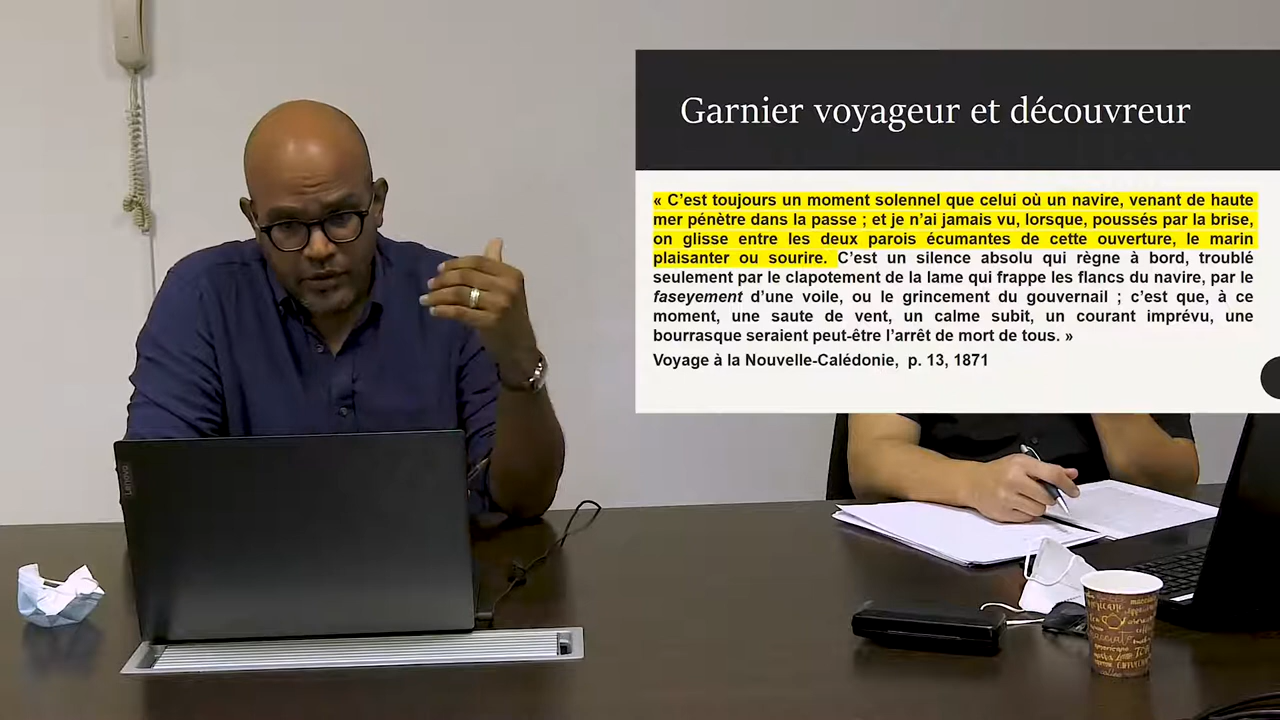 Garnier voyageur et découvreur
« C’est toujours un moment solennel que celui où un navire, venant de haute
mer pénètre dans la passe ; et je n’ai jamais vu, lorsque, poussés par la brise,
on glisse entre les deux parois écumantes de cette ouverture, le marin
plaisanter ou sourire. C’est un silence absolu qui règne à bord, troublé
seulement par le clapotement de la lame qui frappe les flancs du navire, par le
faseyement d’une voile, ou le grincement du gouvernail ; c’est que, à ce
moment, une saute de vent, un calme subit, un courant imprévu, une
bourrasque seraient peut-être l’arrêt de mort de tous. »
Voyage à la Nouvelle-Calédonie, p. 13, 1871
Lenovo